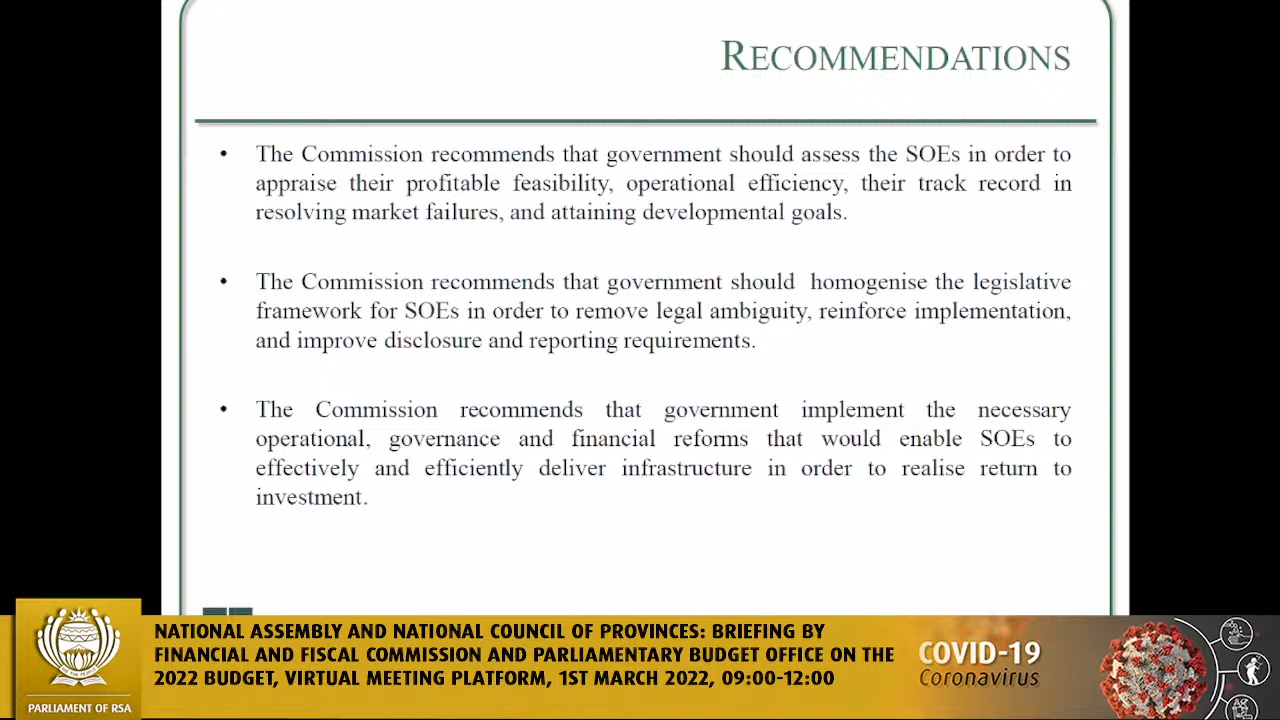 RECOMMENDATIONS
• The Commission recommends that government should assess the SOEs in order to
appraise their profitable feasibility, operational efficiency, their track record in
resolving market failures, and attaining developmental goals.
• The Commission recommends that government should homogenise the legislative
framework for SOEs in order to remove legal ambiguity, reinforce implementation,
and improve disclosure and reporting requirements.
• The Commission recommends that government implement the necessary
operational, governance and financial reforms that would enable SOEs to
effectively and efficiently deliver infrastructure in order to realise return to
investment.
NATIONAL ASSEMBLY AND NATIONAL COUNCIL OF PROVINCES: BRIEFING BY
FINANCIAL AND FISCAL COMMISSION AND PARLIAMENTARY BUDGET OFFICE ON THE
2022 BUDGET, VIRTUAL MEETING PLATFORM, 1ST MARCH 2022, 09:00-12:00
PARLIAMENT OF RSA
COVID-19
Coronavirus